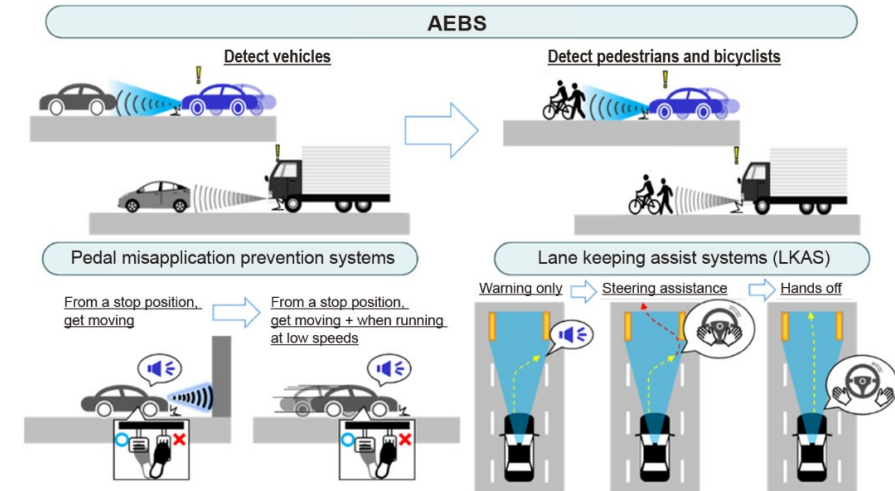 AEBS
Detect vehicles
Detect pedestrians and bicyclists
Pedal misapplication prevention systems
From a stop position,
get moving
From a stop position,
get moving + when running
at low speeds
Lane keeping assist systems (LKAS)
Warning only
Steering assistance
Hands off